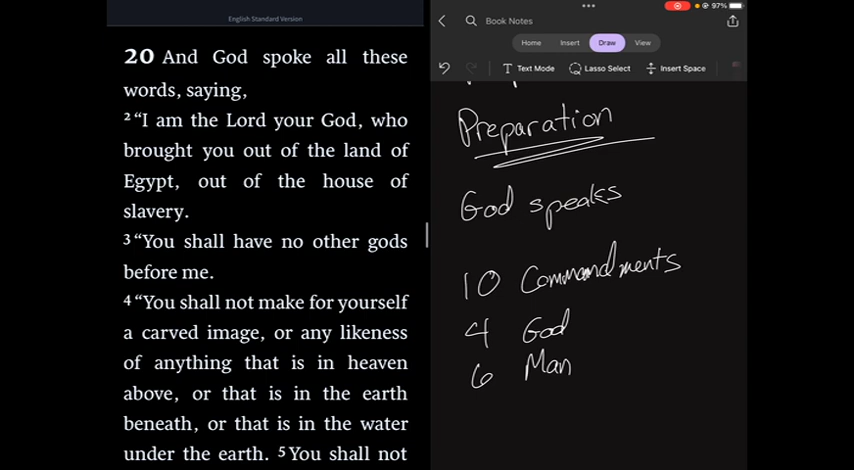 English Standard Version
20 And God spoke all these
words, saying,
2 “I am the Lord your God, who
brought you out of the land of
Egypt, out of the house of
slavery.
3 “You shall have no other gods
before me.
4 “You shall not make for yourself
a carved image, or any likeness
of anything that is in heaven
above, or that is in the earth
beneath, or that is in the water
under the earth. 5 You shall not
97%
Book Notes
Home Insert Draw View
Text Mode Lasso Select Insert Space
Preparation
God speaks
10 Commandments
4 God
6 Man